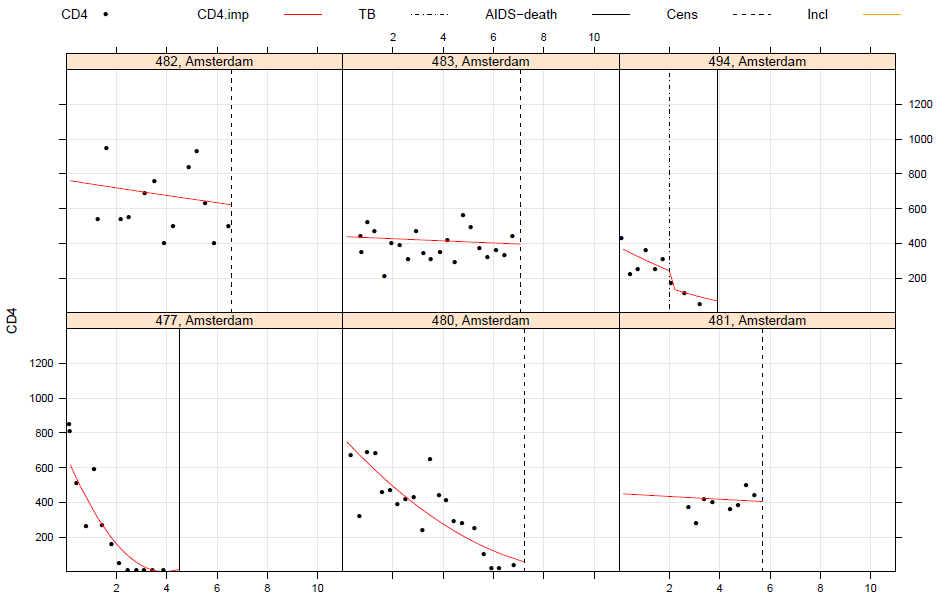 CD4 CD4.imp TB AIDS−death Cens Incl
2 4 6 8 10
482, Amsterdam 483, Amsterdam 494, Amsterdam
1200
1000
800
600
400
200
CD4
477, Amsterdam 480, Amsterdam 481, Amsterdam
1200
1000
800
600
400
200
2 4 6 8 10 2 4 6 8 10